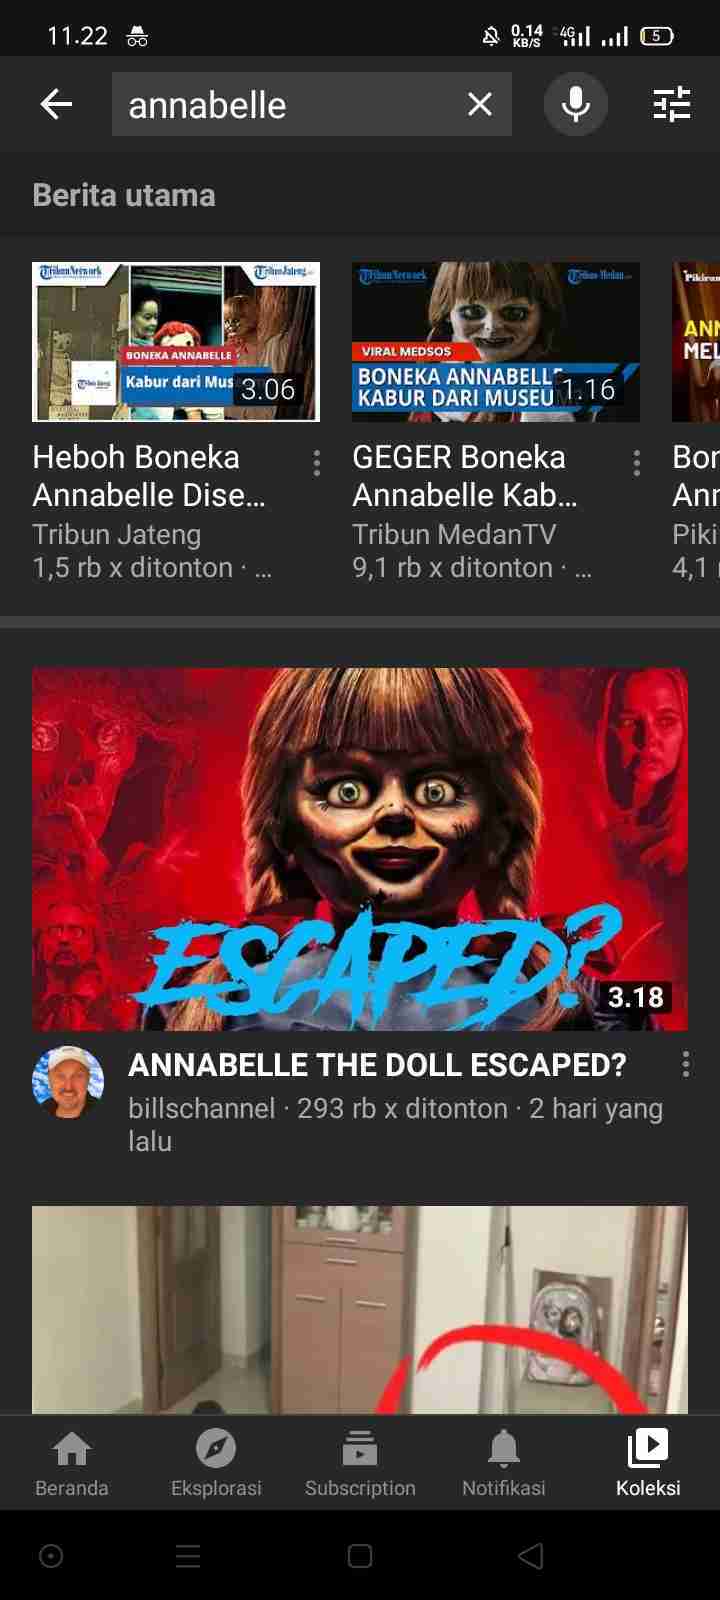 11.22
0.14
KB/S
4G
5
annabelle
Berita utama
TribunNetwork
TribunJateng
BONEKA ANNABELLE
Kabur dari Mus
3.06
TribunNetwork
Tribun-Medan
VIRAL MEDSOS
BONEKA ANNABELLE
KABUR DARI MUSEU
1.16
Pikiran
ANN
MEL
Heboh Boneka
Annabelle Dise...
Tribun Jateng
1,5 rb x ditonton · ...
GEGER Boneka
Annabelle Kab...
Tribun MedanTV
9,1 rb x ditonton · ...
Bon
Ann
Piki
4,1 r
ESCAPED?
3.18
ANNABELLE THE DOLL ESCAPED?
billschannel · 293 rb x ditonton · 2 hari yang
lalu
Beranda
Eksplorasi
Subscription
Notifikasi
Koleksi